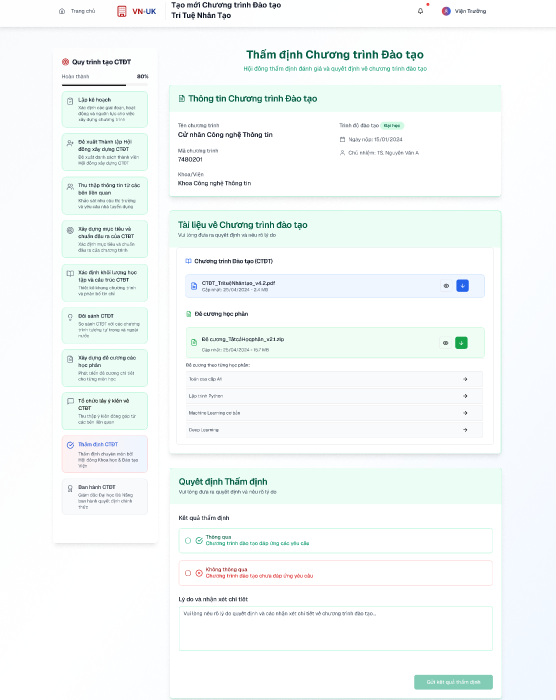 Trang chủ
VN-UK
Tạo mới Chương trình Đào tạo
Trí Tuệ Nhân Tạo
Viện Trưởng
Quy trình tạo CTĐT
Hoàn thành 80%
Lập kế hoạch
Xác định các giai đoạn, hoạt động và nguồn lực cho việc xây dựng chương trình
Đề xuất Thành lập Hội đồng xây dựng CTĐT
Đề xuất danh sách thành viên Hội đồng xây dựng CTĐT
Thu thập thông tin từ các bên liên quan
Khảo sát nhu cầu thị trường và yêu cầu nhà tuyển dụng
Xây dựng mục tiêu và chuẩn đầu ra của CTĐT
Xác định mục tiêu và chuẩn đầu ra của chương trình
Xác định khối lượng học tập và cấu trúc CTĐT
Thiết kế khung chương trình và phân bổ tín chỉ
Đối sánh CTĐT
So sánh CTĐT với các chương trình tương tự trong và ngoài nước
Xây dựng đề cương các học phần
Phát triển đề cương chi tiết cho từng môn học
Tổ chức lấy ý kiến về CTĐT
Thu thập ý kiến đóng góp từ các bên liên quan
Thẩm định CTĐT
Thẩm định chuyên môn bởi Hội đồng Khoa học & Đào tạo Viện
Ban hành CTĐT
Giám đốc Đại học Đà Nẵng ban hành quyết định chính thức
Thẩm định Chương trình Đào tạo
Hội đồng thẩm định đánh giá và quyết định về chương trình đào tạo
Thông tin Chương trình Đào tạo
Tên chương trình
Cử nhân Công nghệ Thông tin
Mã chương trình
7480201
Khoa/Viện
Khoa Công nghệ Thông tin
Trình độ đào tạo Đại học
Ngày nộp: 15/01/2024
Chủ nhiệm: TS. Nguyễn Văn A
Tài liệu về Chương trình đào tạo
Vui lòng đưa ra quyết định và nêu rõ lý do
Chương trình Đào tạo (CTĐT)
CTĐT_TrítuệNhântạo_v4.2.pdf
Cập nhật: 25/04/2024 · 3.4 MB
Đề cương học phần
Đề cương_TấtcảHọcphần_v2.1.zip
Cập nhật: 25/04/2024 · 15.7 MB
Đề cương theo từng học phần:
Toán cao cấp A1
Lập trình Python
Machine Learning cơ bản
Deep Learning
Quyết định Thẩm định
Vui lòng đưa ra quyết định và nêu rõ lý do
Kết quả thẩm định
Thông qua
Chương trình đào tạo đáp ứng các yêu cầu
Không thông qua
Chương trình đào tạo chưa đáp ứng yêu cầu
Lý do và nhận xét chi tiết
Vui lòng nêu rõ lý do quyết định và các nhận xét chi tiết về chương trình đào tạo...
Gửi kết quả thẩm định